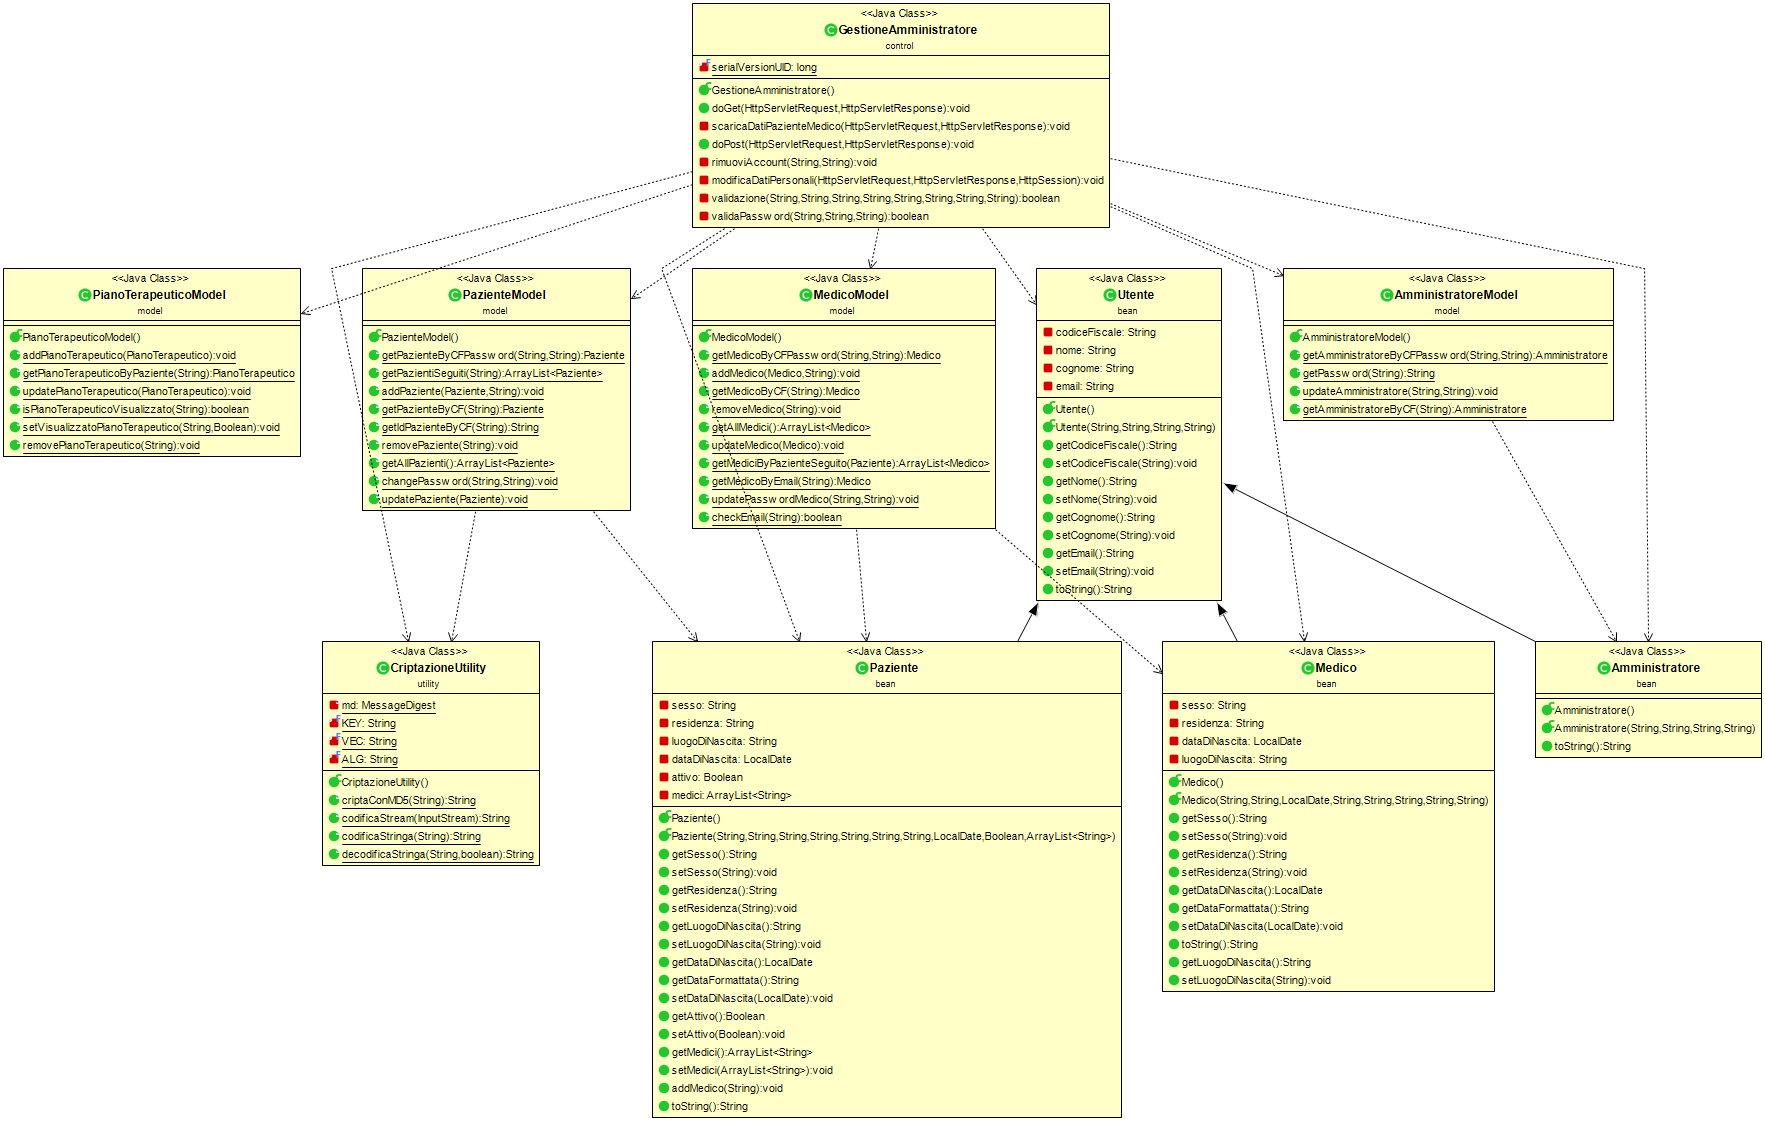 <<Java Class>>
GestioneAmministratore
control
serialVersionUID: long
GestioneAmministratore()
doGet(HttpServletRequest,HttpServletResponse):void
scaricaDatiPazienteMedico(HttpServletRequest,HttpServletResponse):void
doPost(HttpServletRequest,HttpServletResponse):void
rimuoviAccount(String,String):void
modificaDatiPersonali(HttpServletRequest,HttpServletResponse,HttpSession):void
validazione(String,String,String,String,String,String,String,String):boolean
validaPassword(String,String,String):boolean
<<Java Class>>
PianoTerapeuticoModel
model
PianoTerapeuticoModel()
addPianoTerapeutico(PianoTerapeutico):void
getPianoTerapeuticoByPaziente(String):PianoTerapeutico
updatePianoTerapeutico(PianoTerapeutico):void
isPianoTerapeuticoVisualizzato(String):boolean
setVisualizzatoPianoTerapeutico(String,Boolean):void
removePianoTerapeutico(String):void
<<Java Class>>
PazienteModel
model
PazienteModel()
getPazienteByCFPassword(String,String):Paziente
getPazientiSeguiti(String):ArrayList<Paziente>
addPaziente(Paziente,String):void
getPazienteByCF(String):Paziente
getIdPazienteByCF(String):String
removePaziente(String):void
getAllPazienti():ArrayList<Paziente>
changePassword(String,String):void
updatePaziente(Paziente):void
<<Java Class>>
MedicoModel
model
MedicoModel()
getMedicoByCFPassword(String,String):Medico
addMedico(Medico,String):void
getMedicoByCF(String):Medico
removeMedico(String):void
getAllMedici():ArrayList<Medico>
updateMedico(Medico):void
getMediciByPazienteSeguito(Paziente):ArrayList<Medico>
getMedicoByEmail(String):Medico
updatePasswordMedico(String,String):void
checkEmail(String):boolean
<<Java Class>>
Utente
bean
codiceFiscale: String
nome: String
cognome: String
email: String
Utente()
Utente(String,String,String,String)
getCodiceFiscale():String
setCodiceFiscale(String):void
getNome():String
setNome(String):void
getCognome():String
setCognome(String):void
getEmail():String
setEmail(String):void
toString():String
<<Java Class>>
AmministratoreModel
model
AmministratoreModel()
getAmministratoreByCFPassword(String,String):Amministratore
getPassword(String):String
updateAmministratore(String,String):void
getAmministratoreByCF(String):Amministratore
<<Java Class>>
CriptazioneUtility
utility
md: MessageDigest
KEY: String
VEC: String
ALG: String
CriptazioneUtility()
criptaConMD5(String):String
codificaStream(InputStream):String
codificaStringa(String):String
decodificaStringa(String,boolean):String
<<Java Class>>
Paziente
bean
sesso: String
residenza: String
luogoDiNascita: String
dataDiNascita: LocalDate
attivo: Boolean
medici: ArrayList<String>
Paziente()
Paziente(String,String,String,String,String,String,String,LocalDate,Boolean,ArrayList<String>)
getSesso():String
setSesso(String):void
getResidenza():String
setResidenza(String):void
getLuogoDiNascita():String
setLuogoDiNascita(String):void
getDataDiNascita():LocalDate
getDataFormattata():String
setDataDiNascita(LocalDate):void
getAttivo():Boolean
setAttivo(Boolean):void
getMedici():ArrayList<String>
setMedici(ArrayList<String>):void
addMedico(String):void
toString():String
<<Java Class>>
Medico
bean
sesso: String
residenza: String
dataDiNascita: LocalDate
luogoDiNascita: String
Medico()
Medico(String,String,LocalDate,String,String,String,String,String)
getSesso():String
setSesso(String):void
getResidenza():String
setResidenza(String):void
getDataDiNascita():LocalDate
getDataFormattata():String
setDataDiNascita(LocalDate):void
toString():String
getLuogoDiNascita():String
setLuogoDiNascita(String):void
<<Java Class>>
Amministratore
bean
Amministratore()
Amministratore(String,String,String,String)
toString():String